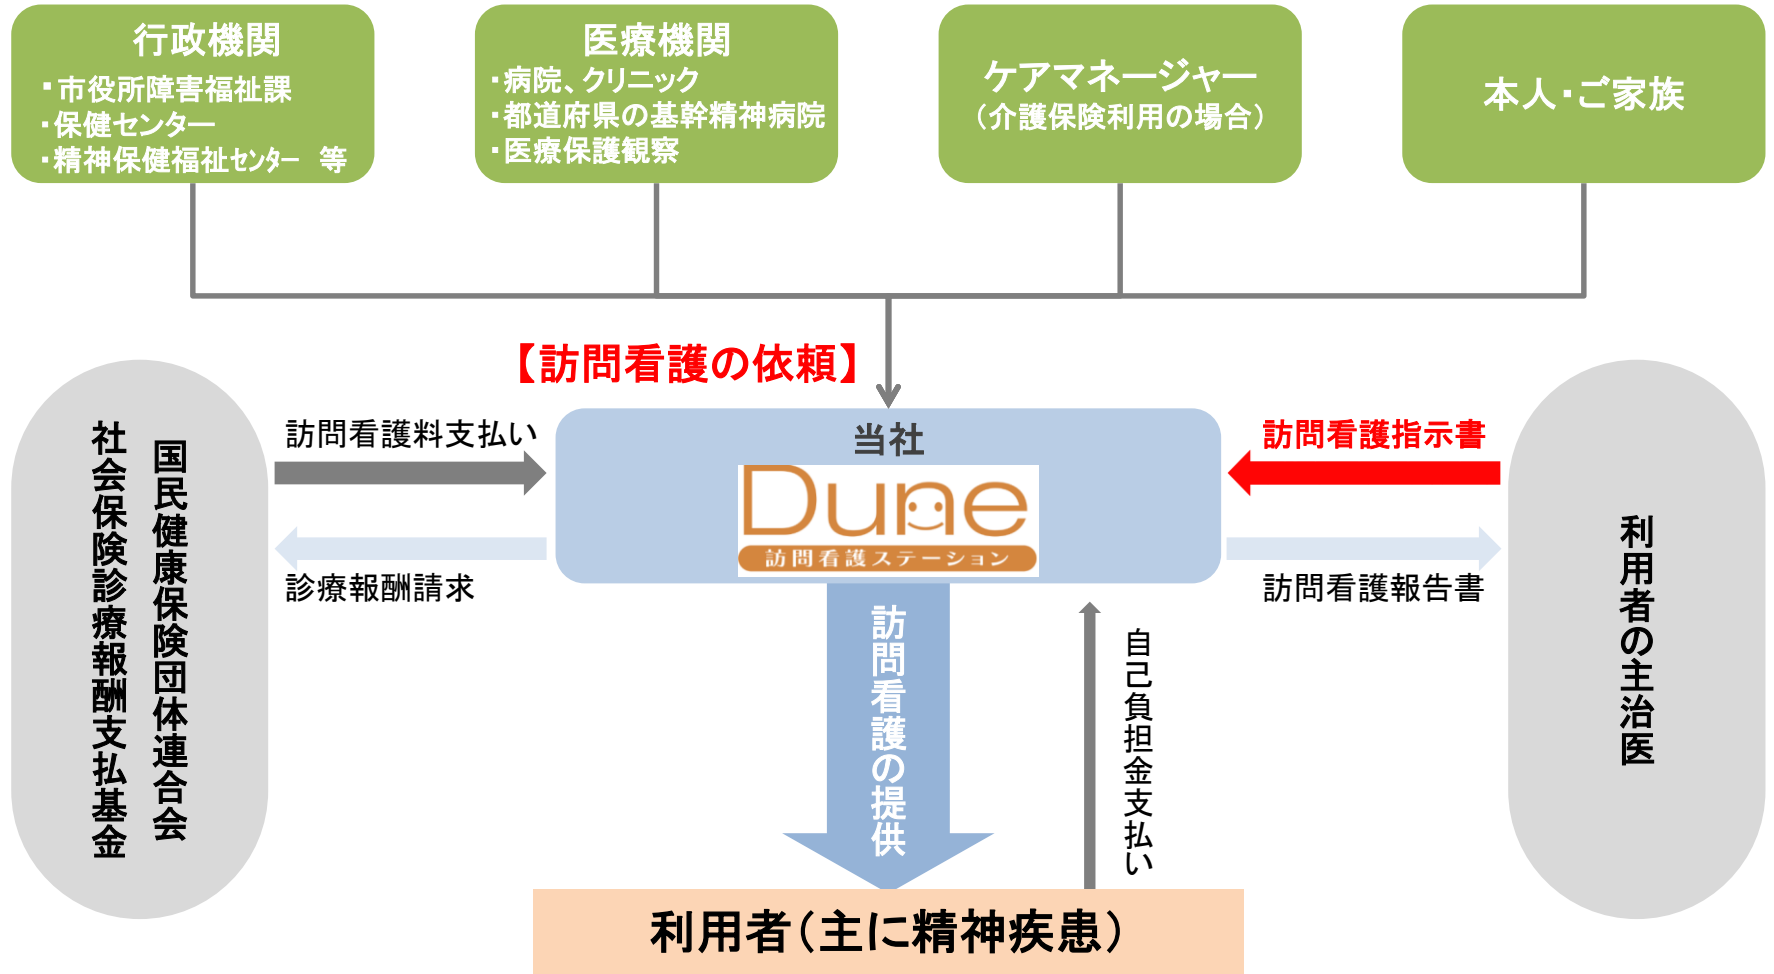 行政機関
・市役所障害福祉課
・保健センター
・精神保健福祉センター　等
医療機関
・病院、クリニック
・都道府県の基幹精神病院
・医療保護観察
ケアマネージャー
（介護保険利用の場合）
本人・ご家族
【訪問看護の依頼】
国民健康保険団体連合会
社会保険診療報酬支払基金
訪問看護料支払い
診療報酬請求
当社
Dune
訪問看護ステーション
訪問看護指示書
訪問看護報告書
利用者の主治医
訪問看護の提供
自己負担金支払い
利用者（主に精神疾患）